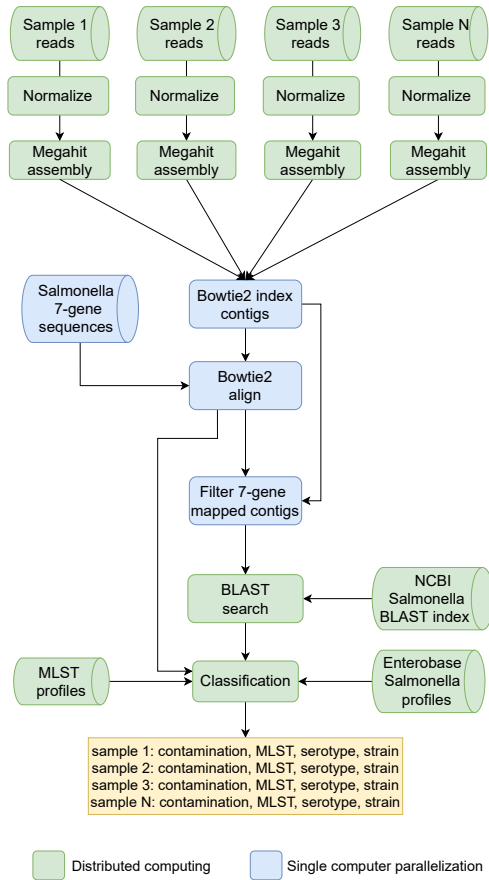 Sample 1
reads
Sample 2
reads
Sample 3
reads
Sample N
reads
Normalize
Normalize
Normalize
Normalize
Megahit
assembly
Megahit
assembly
Megahit
assembly
Megahit
assembly
Salmonella
7-gene
sequences
Bowtie2 index
contigs
Bowtie2
align
Filter 7-gene
mapped contigs
BLAST
search
NCBI
Salmonella
BLAST index
MLST
profiles
Classification
Enterobase
Salmonella
profiles
sample 1: contamination, MLST, serotype, strain
sample 2: contamination, MLST, serotype, strain
sample 3: contamination, MLST, serotype, strain
sample N: contamination, MLST, serotype, strain
Distributed computing
Single computer parallelization